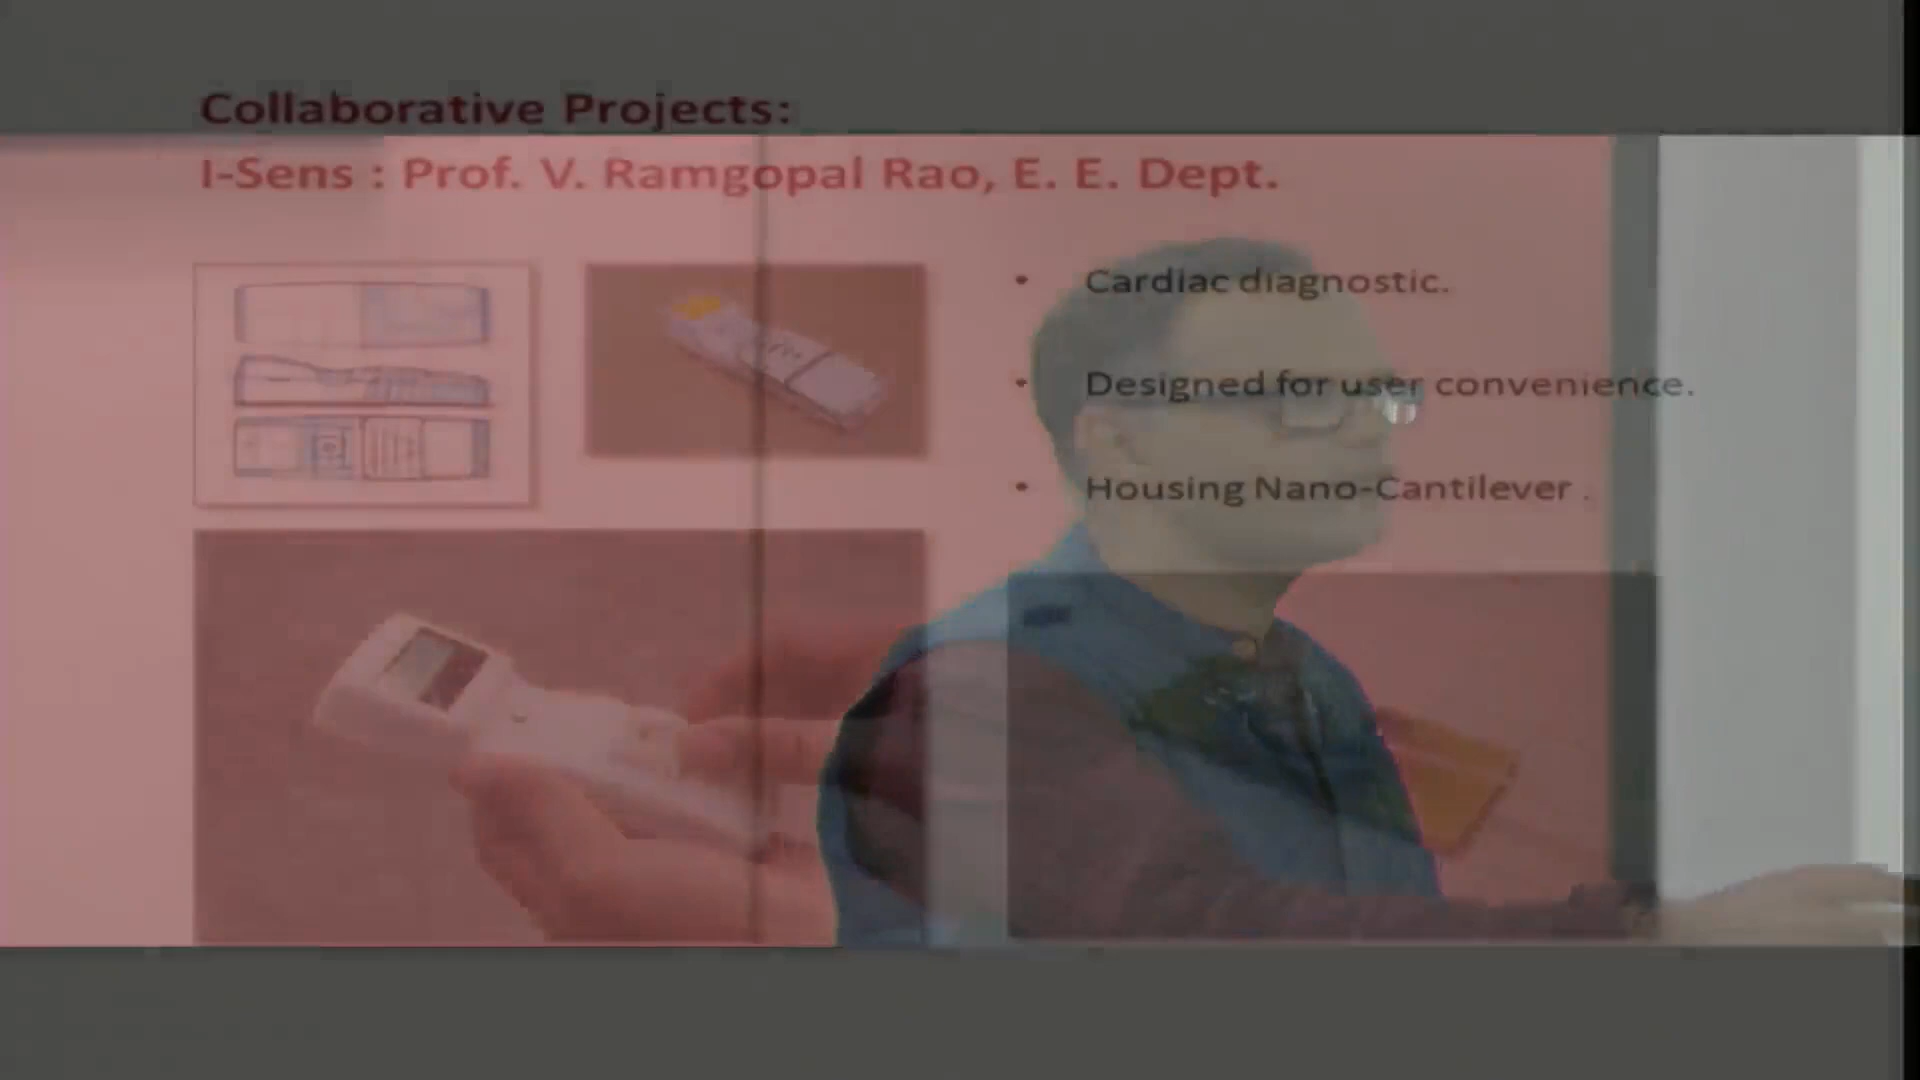 Collaborative Projects:
I-Sens : Prof. V. Ramgopal Rao, E. E. Dept.
• Cardiac diagnostic.
• Designed for user convenience.
• Housing Nano-Cantilever .